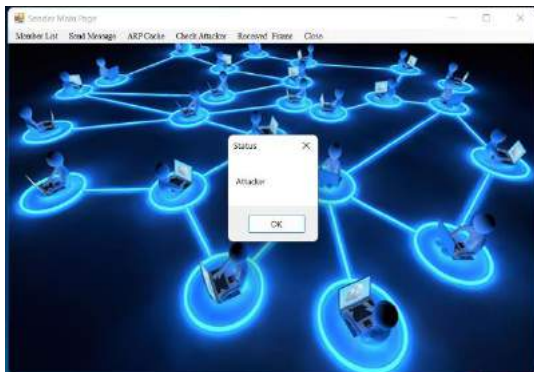 Sender Main Page
Member List Send Message ARP Cache Check Attacker Received Frame Close
Status
Attacker
OK